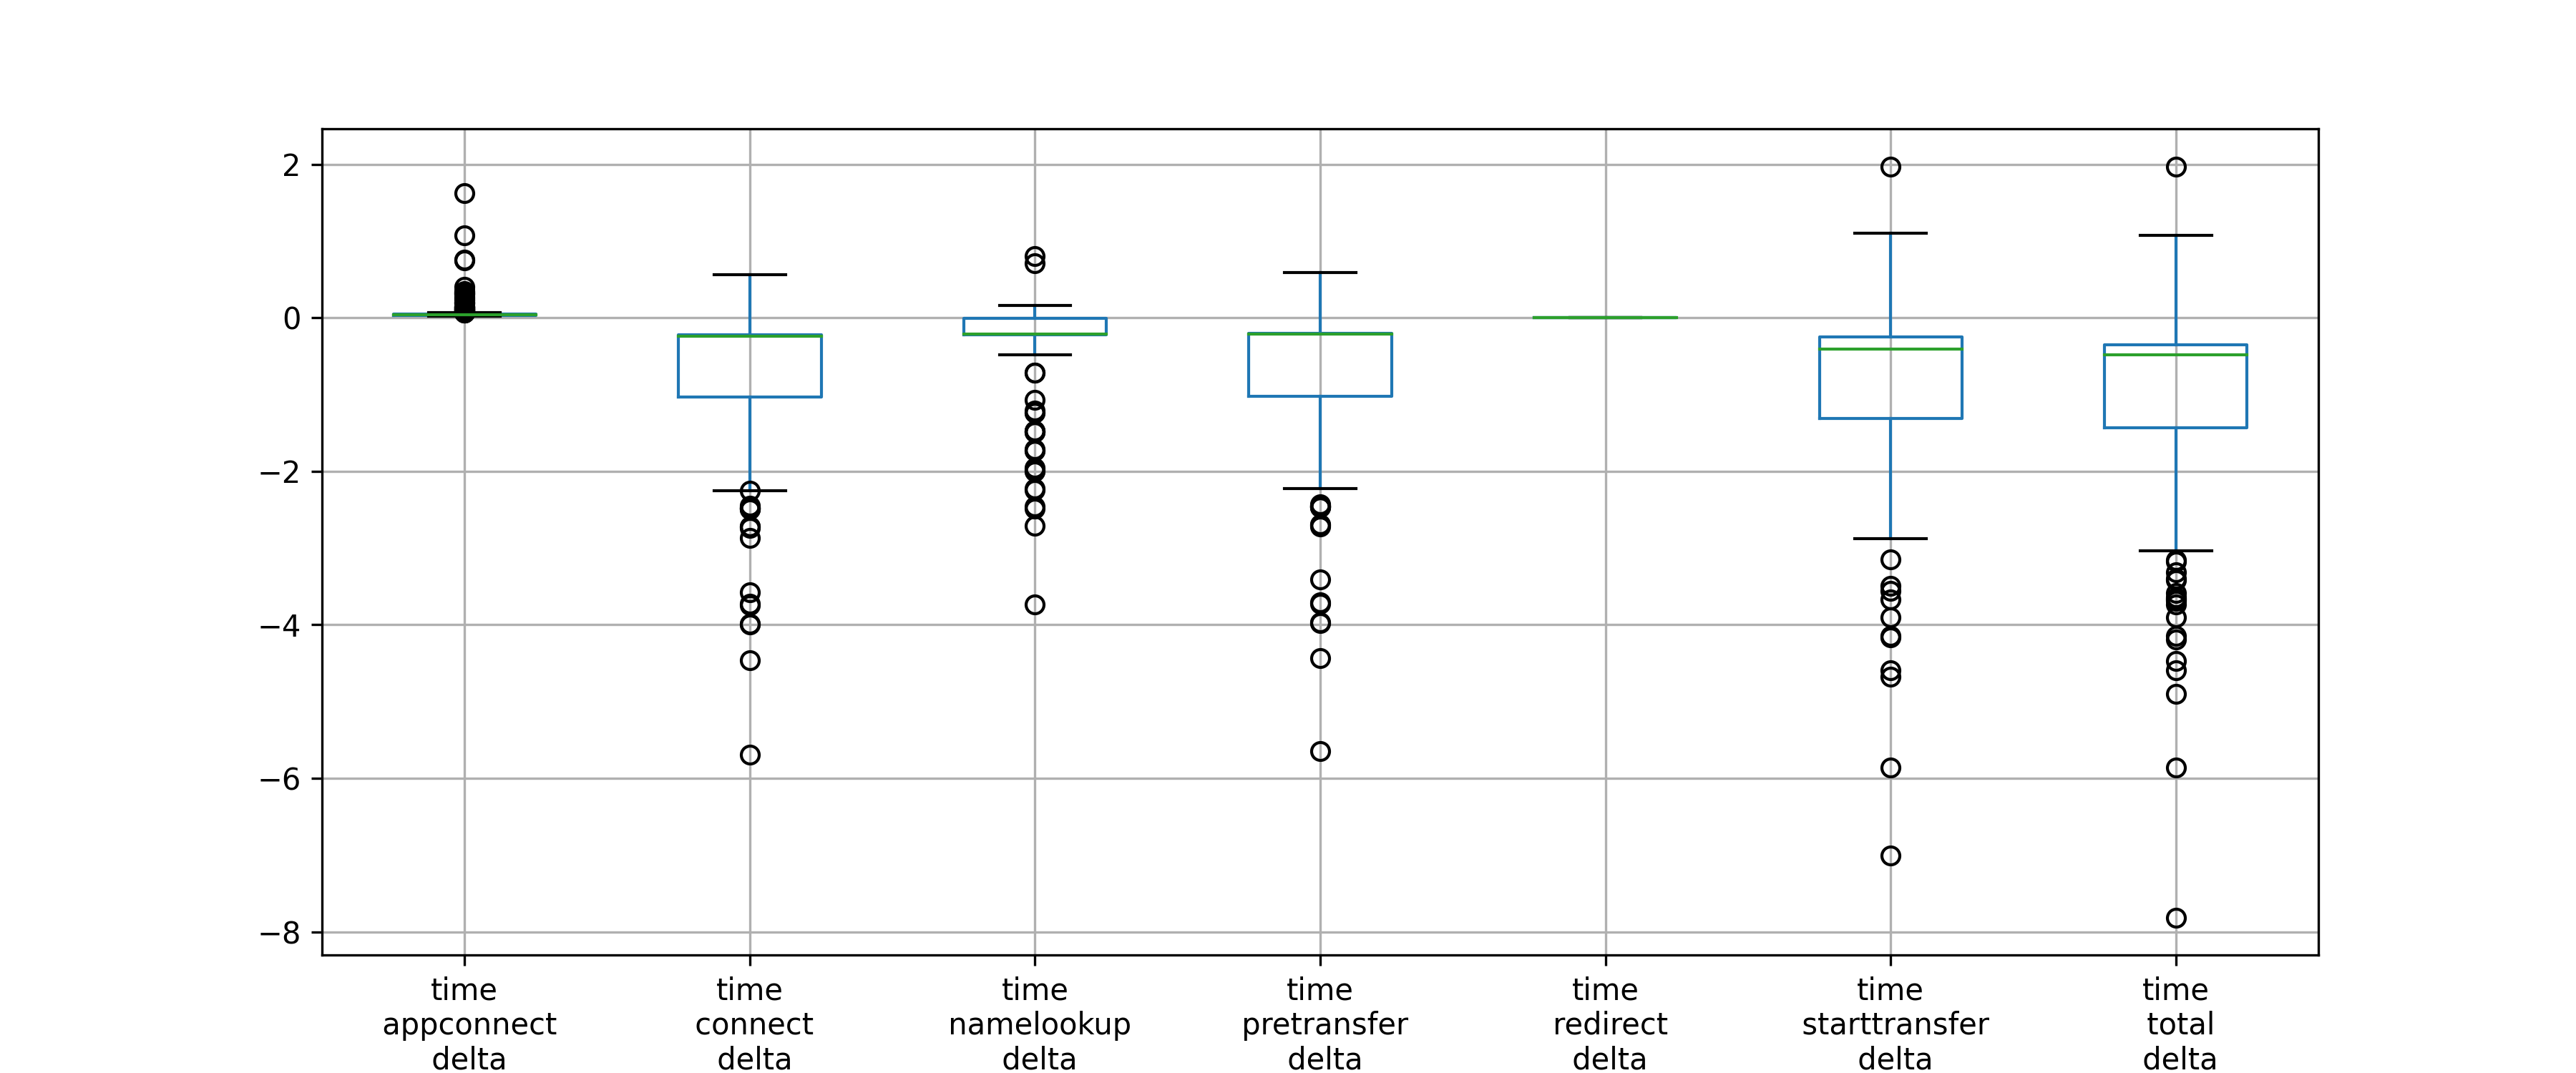 2
0
−2
−4
−6
−8
time appconnect delta
time connect delta
time namelookup delta
time pretransfer delta
time redirect delta
time starttransfer delta
time total delta